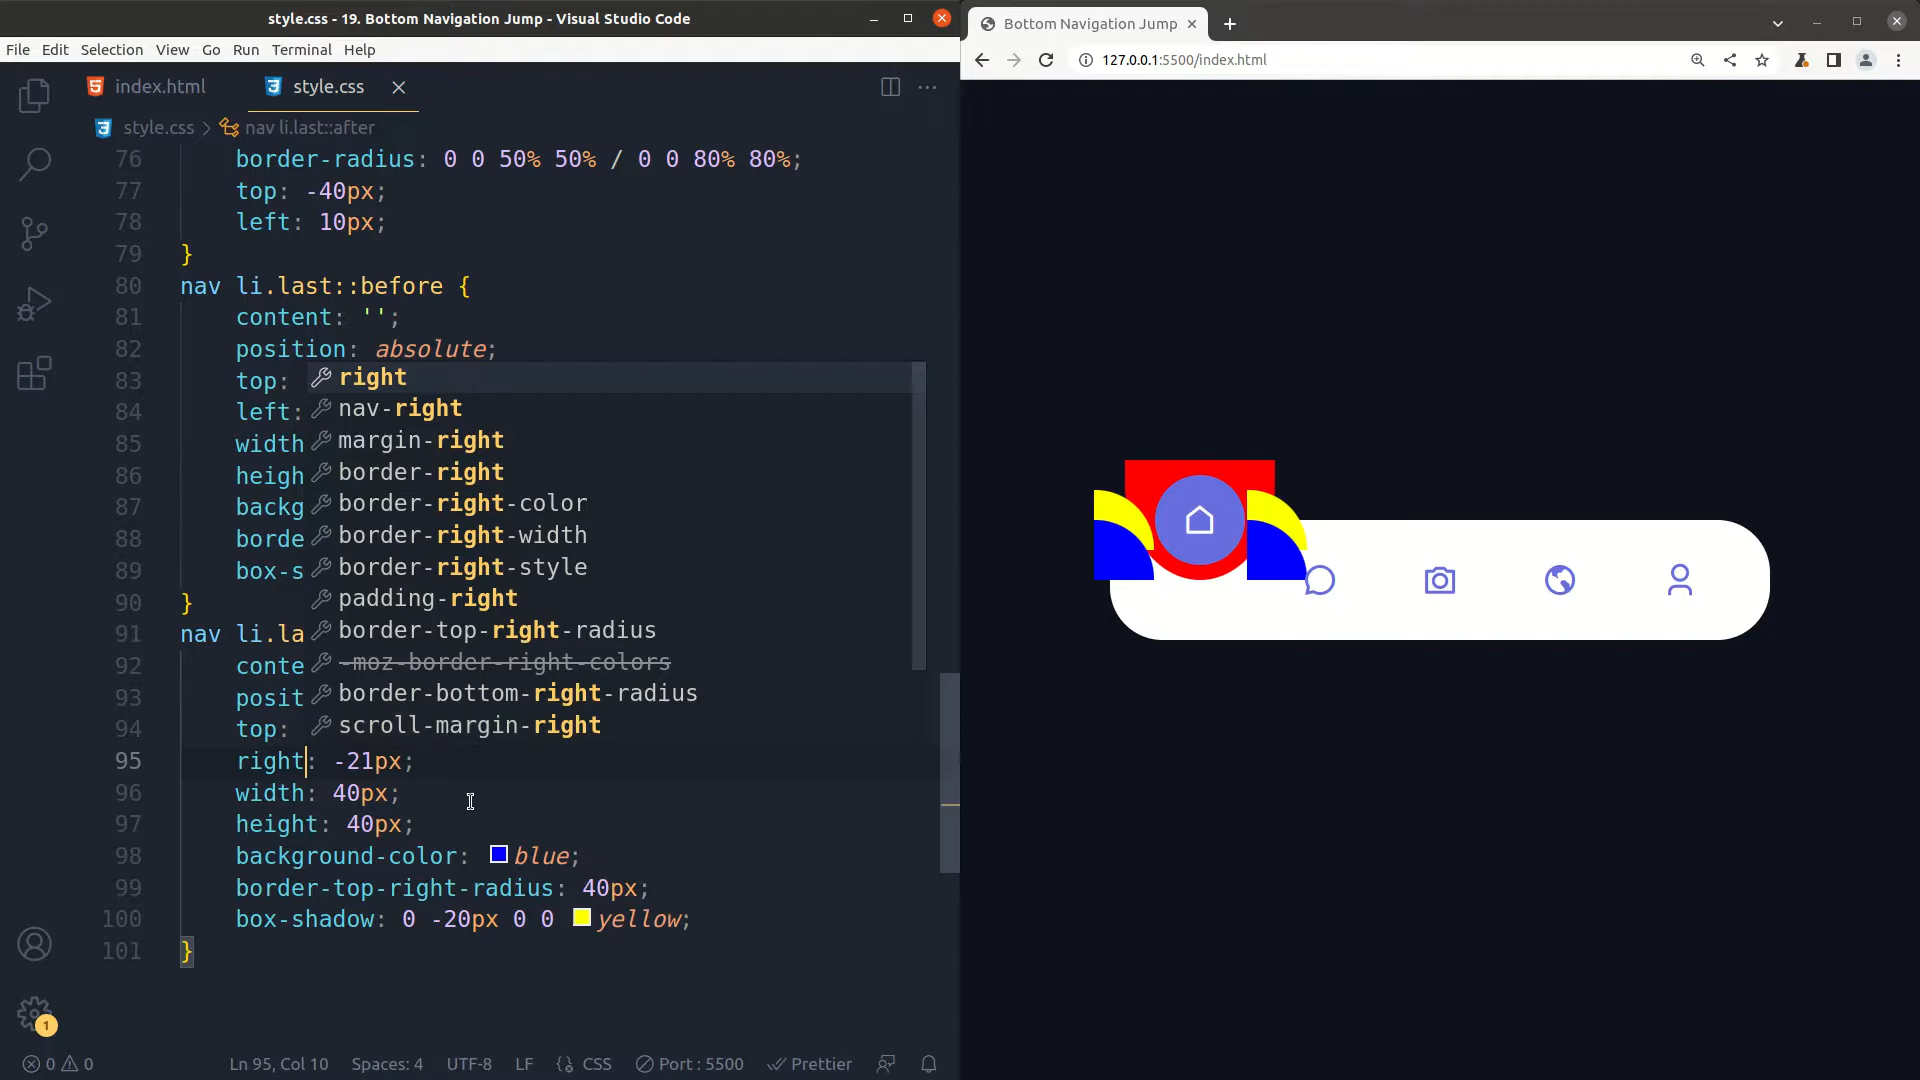 style.css - 19. Bottom Navigation Jump - Visual Studio Code
File Edit Selection View Go Run Terminal Help
index.html
style.css
style.css > nav li.last::after
76 border-radius: 0 0 50% 50% / 0 0 80% 80%;
77 top: -40px;
78 left: 10px;
79 }
80 nav li.last::before {
81 content: '';
82 position: absolute;
83 top:
84 left:
85 width
86 heigh
87 backg
88 borde
89 box-s
90 }
91 nav li.la
92 conte
93 posit
94 top:
right
nav-right
margin-right
border-right
border-right-color
border-right-width
border-right-style
padding-right
border-top-right-radius
-moz-border-right-colors
border-bottom-right-radius
scroll-margin-right
95 right: -21px;
96 width: 40px;
97 height: 40px;
98 background-color: blue;
99 border-top-right-radius: 40px;
100 box-shadow: 0 -20px 0 0 yellow;
101 }
1
0 0
Ln 95, Col 10 Spaces: 4 UTF-8 LF CSS Port : 5500 Prettier
Bottom Navigation Jump
127.0.0.1:5500/index.html